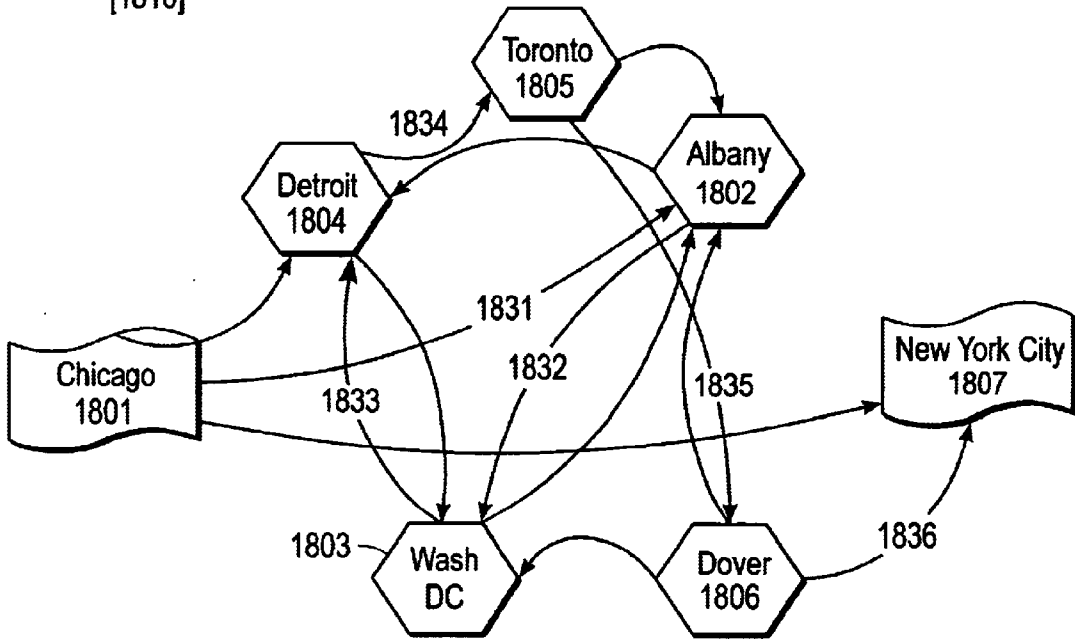 [1810]
Toronto
1805
1834
Albany
1802
Detroit
1804
1831
New York City
1807
Chicago
1801
1832
1833
1835
1836
1803
Wash
DC
Dover
1806